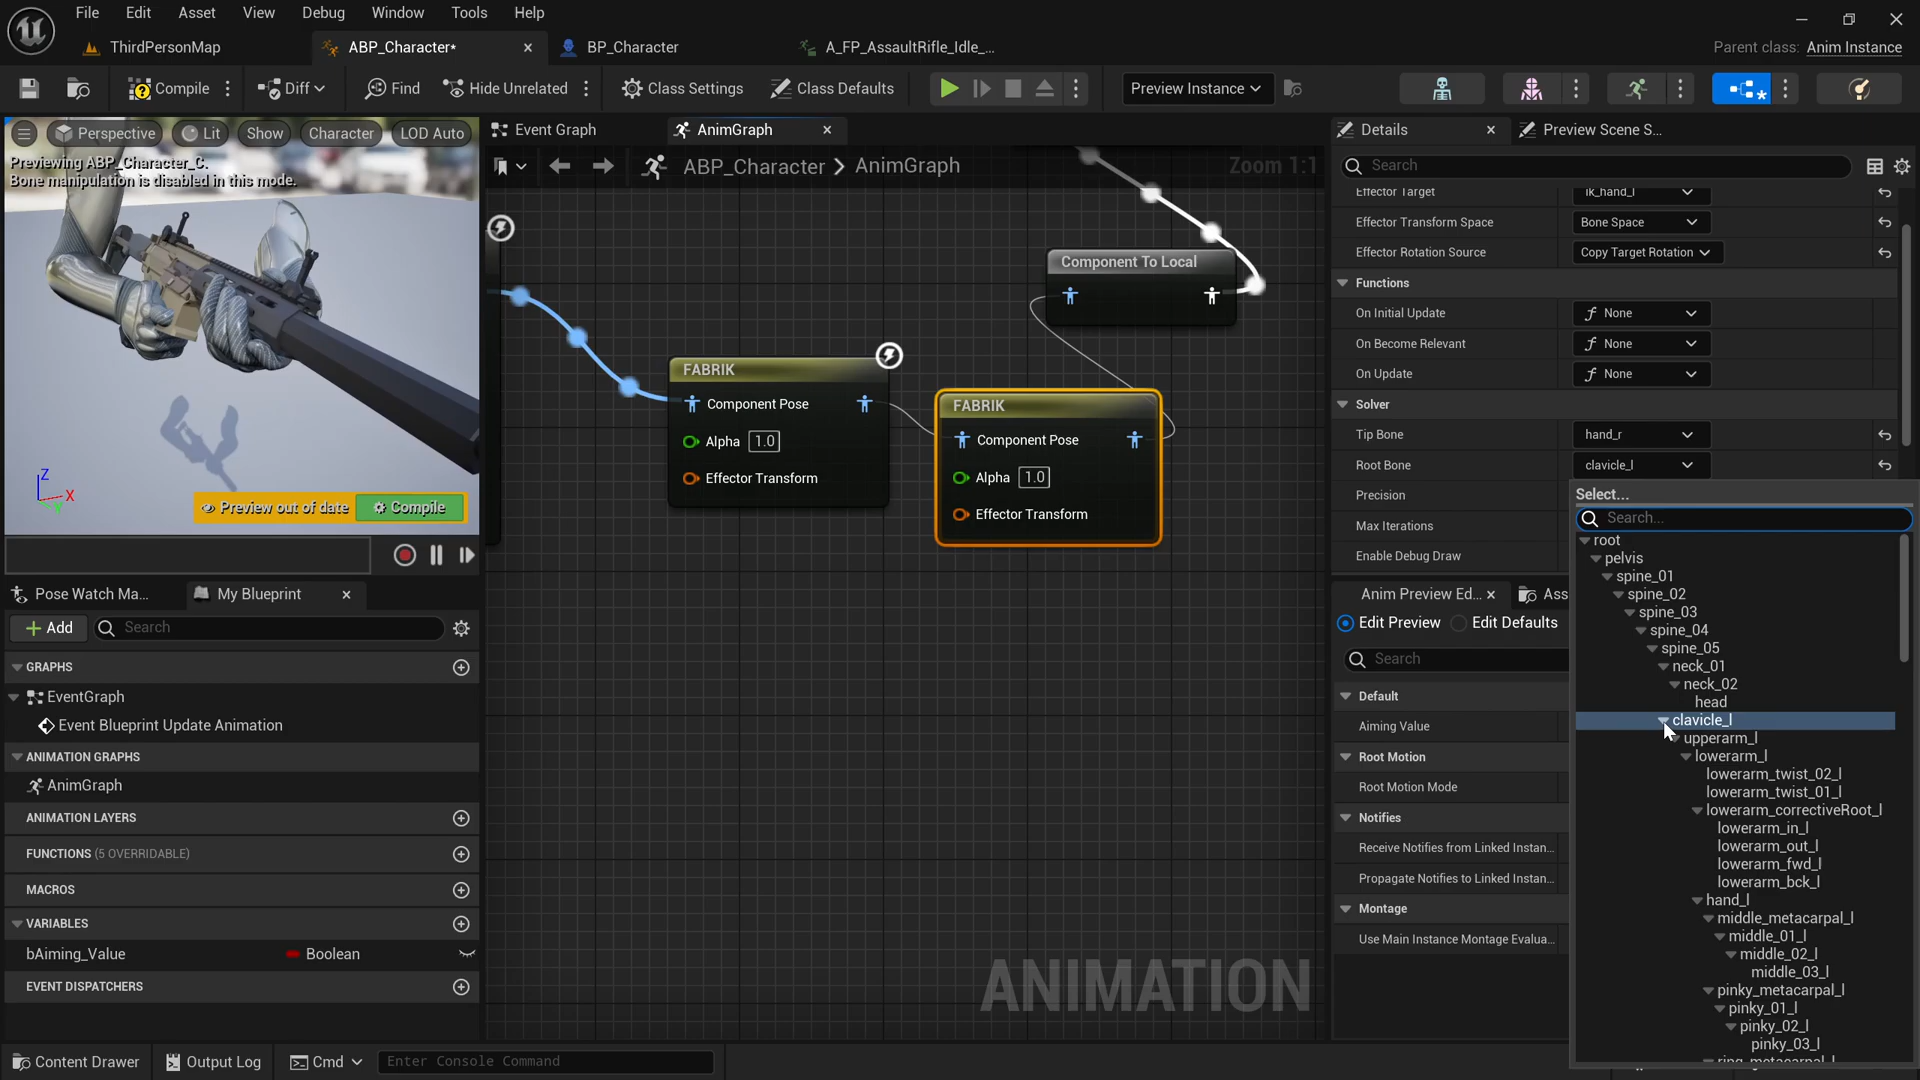 File Edit Asset View Debug Window Tools Help
ThirdPersonMap ABP_Character* BP_Character A_FP_AssaultRifle_Idle_... Parent class: Anim Instance
Compile Diff Find Hide Unrelated Class Settings Class Defaults Preview Instance
Perspective Lit Show Character LOD Auto
Previewing ABP_Character_C.
Bone manipulation is disabled in this mode.
Z
X
Y
Preview out of date Compile
Pose Watch Ma... My Blueprint
Add Search
GRAPHS
EventGraph
Event Blueprint Update Animation
ANIMATION GRAPHS
AnimGraph
ANIMATION LAYERS
FUNCTIONS (5 OVERRIDABLE)
MACROS
VARIABLES
bAiming_Value Boolean
EVENT DISPATCHERS
Event Graph AnimGraph
ABP_Character > AnimGraph Zoom 1:1
Component To Local
FABRIK
Component Pose
Alpha 1.0
Effector Transform
FABRIK
Component Pose
Alpha 1.0
Effector Transform
ANIMATION
Details Preview Scene S...
Search
Effector Target ik_hand_l
Effector Transform Space Bone Space
Effector Rotation Source Copy Target Rotation
Functions
On Initial Update None
On Become Relevant None
On Update None
Solver
Tip Bone hand_r
Root Bone clavicle_l
Precision
Max Iterations
Enable Debug Draw
Select...
Search...
root
pelvis
spine_01
spine_02
spine_03
spine_04
spine_05
neck_01
neck_02
head
clavicle_l
upperarm_l
lowerarm_l
lowerarm_twist_02_l
lowerarm_twist_01_l
lowerarm_correctiveRoot_l
lowerarm_in_l
lowerarm_out_l
lowerarm_fwd_l
lowerarm_bck_l
hand_l
middle_metacarpal_l
middle_01_l
middle_02_l
middle_03_l
pinky_metacarpal_l
pinky_01_l
pinky_02_l
pinky_03_l
ring_metacarpal_l
Anim Preview Ed... Ass
Edit Preview Edit Defaults
Search
Default
Aiming Value
Root Motion
Root Motion Mode
Notifies
Receive Notifies from Linked Instan...
Propagate Notifies to Linked Instan...
Montage
Use Main Instance Montage Evalua...
Content Drawer Output Log Cmd Enter Console Command